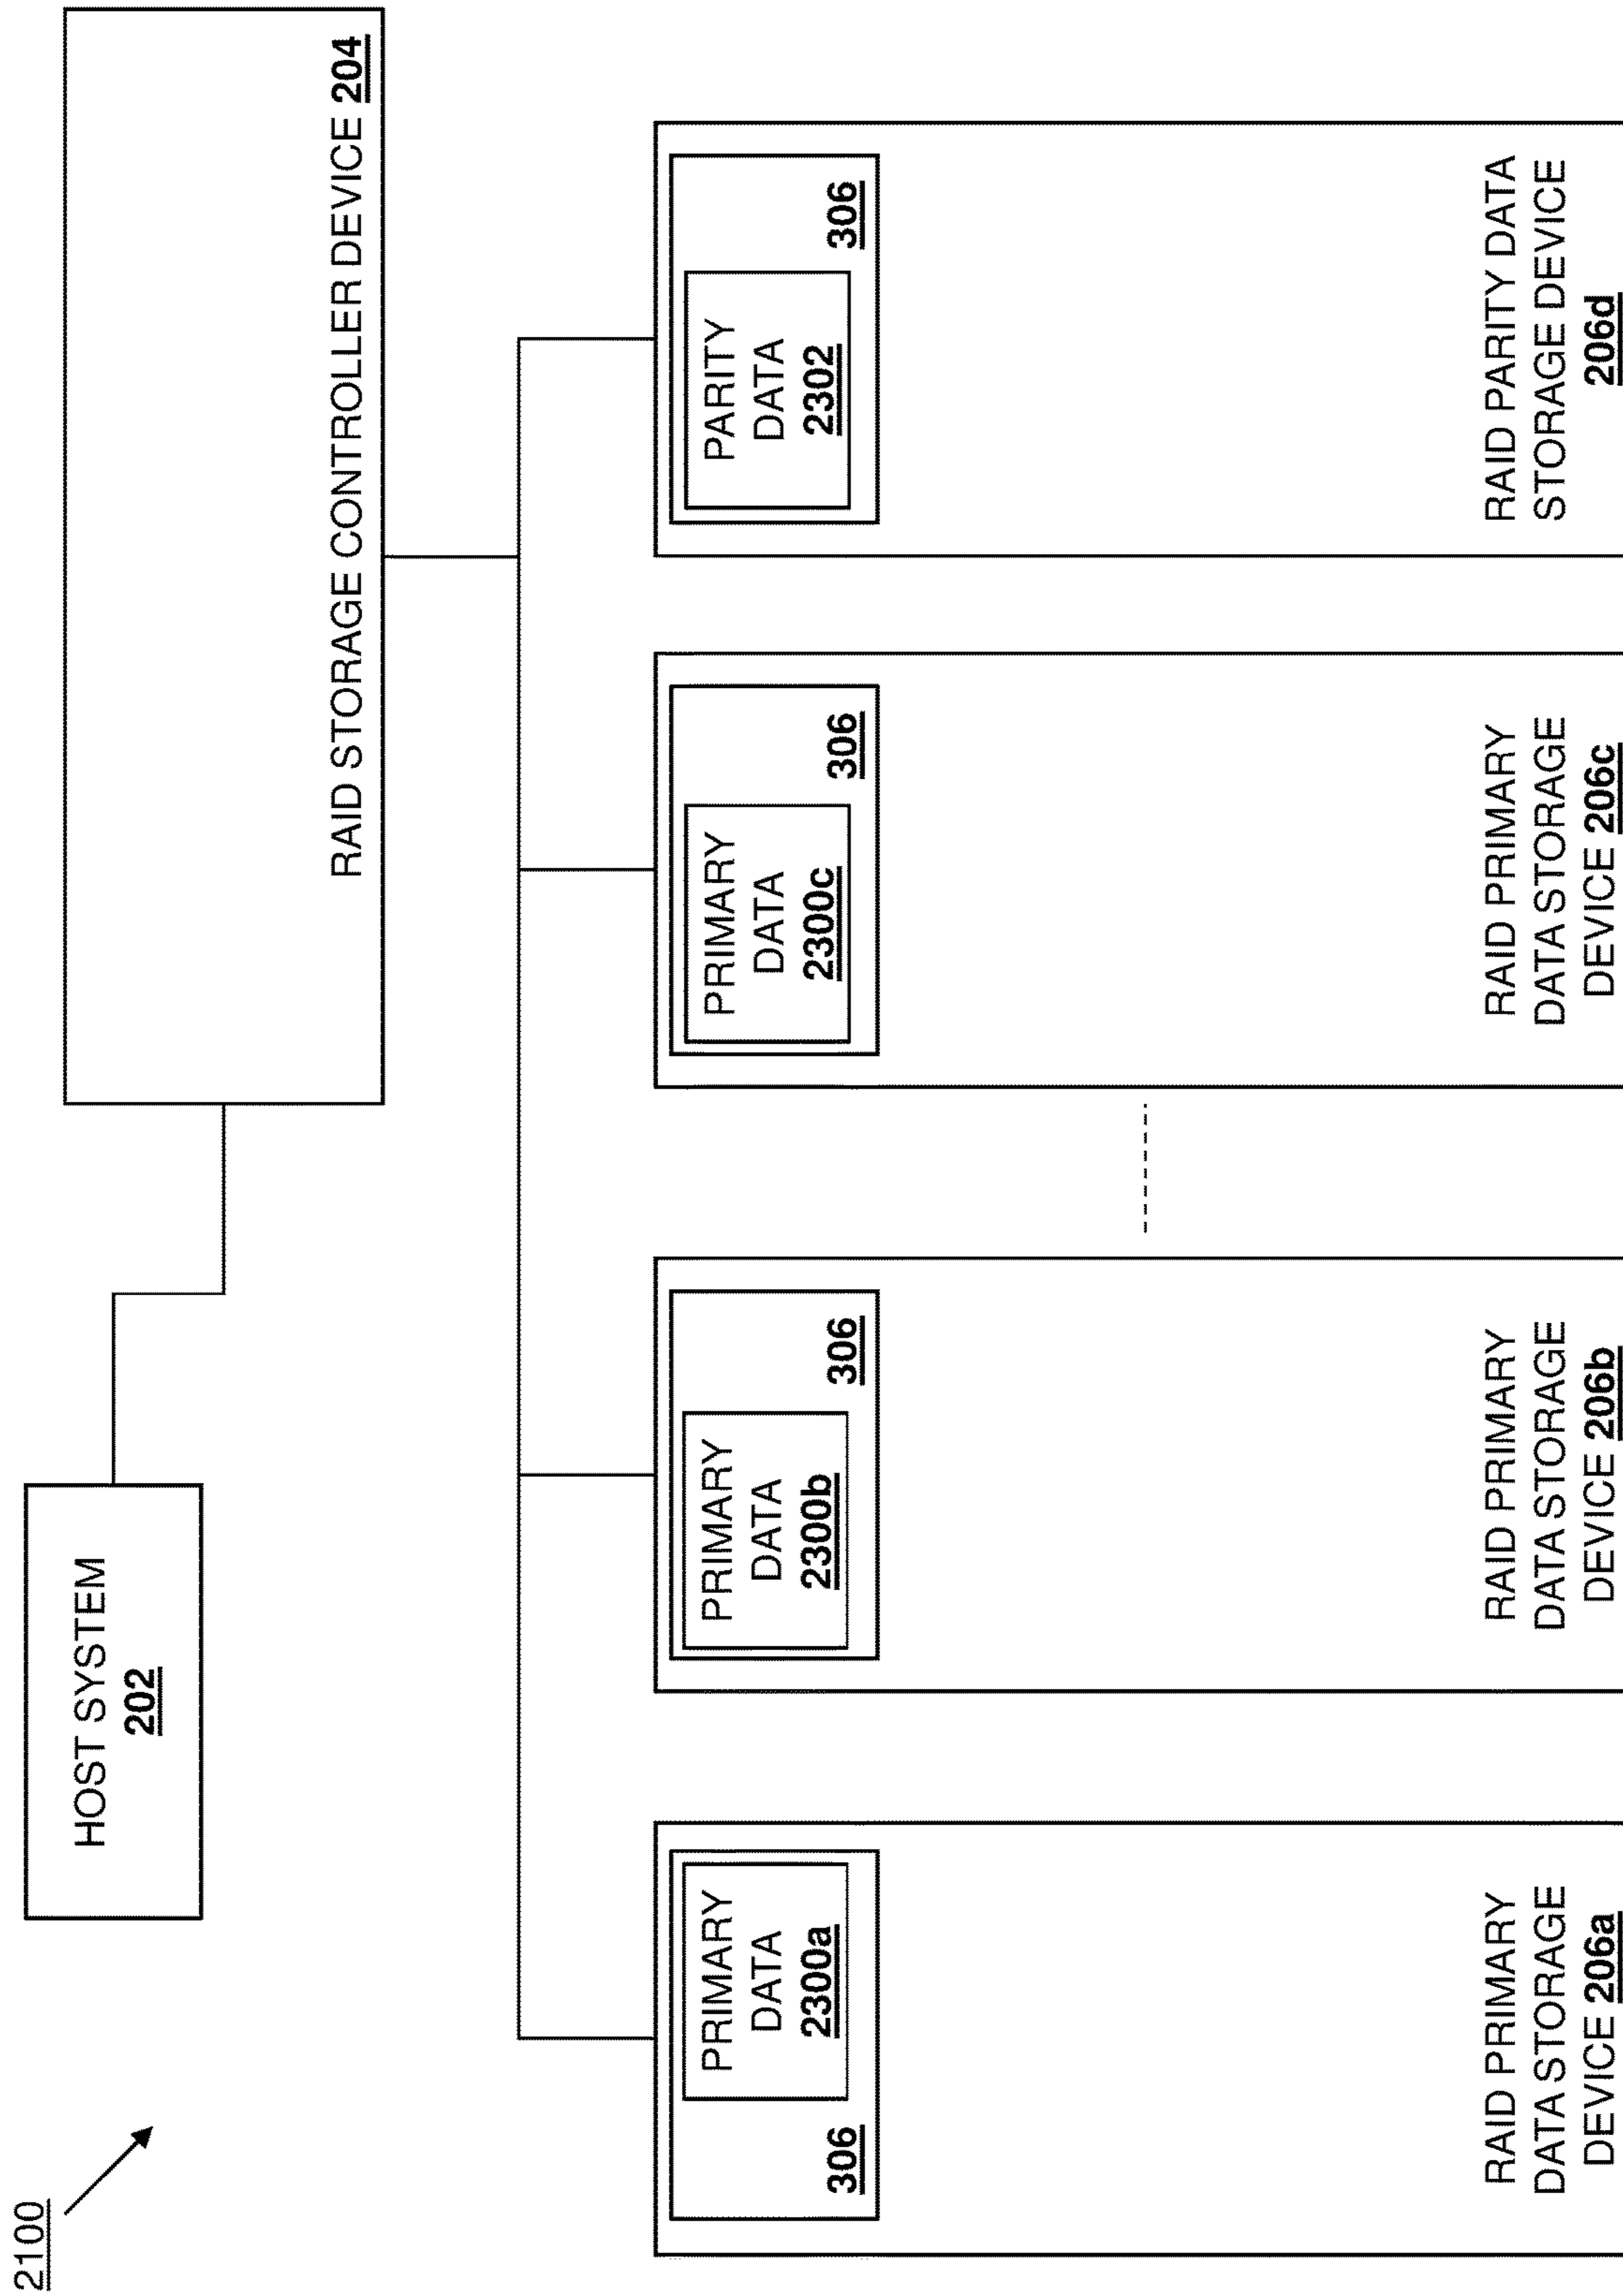 2100
HOST SYSTEM
202
RAID STORAGE CONTROLLER DEVICE 204
306
PRIMARY
DATA
2300a
RAID PRIMARY
DATA STORAGE
DEVICE 206a
PRIMARY
DATA
2300b
306
RAID PRIMARY
DATA STORAGE
DEVICE 206b
PRIMARY
DATA
2300c
306
RAID PRIMARY
DATA STORAGE
DEVICE 206c
PARITY
DATA
2302
306
RAID PARITY DATA
STORAGE DEVICE
206d